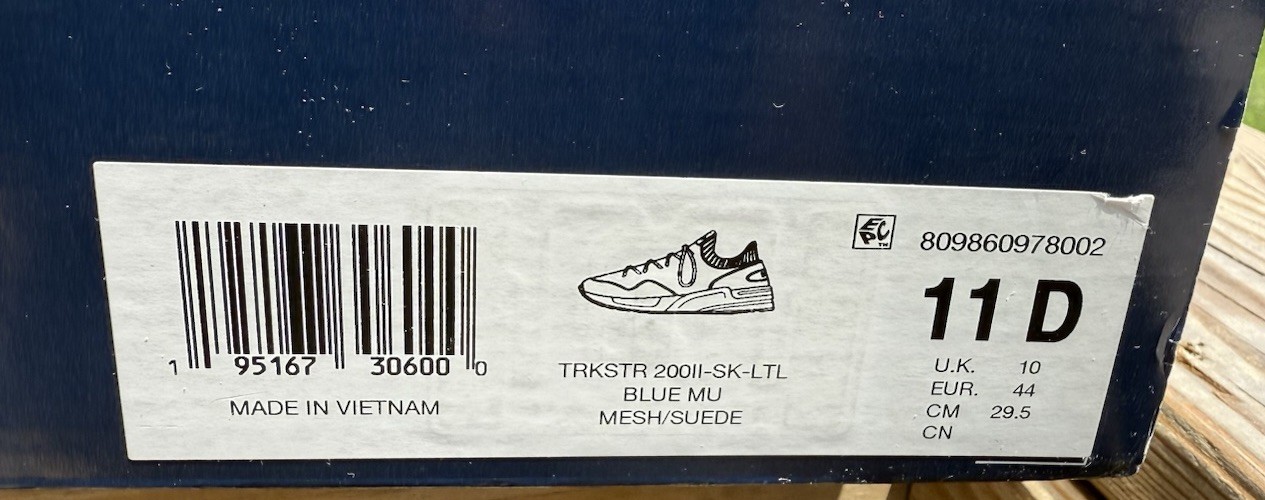 1 95167 30600 0
MADE IN VIETNAM
TRKSTR 200II-SK-LTL
BLUE MU
MESH/SUEDE
EPC™ 809860978002
11 D
U.K. 10
EUR. 44
CM 29.5
CN